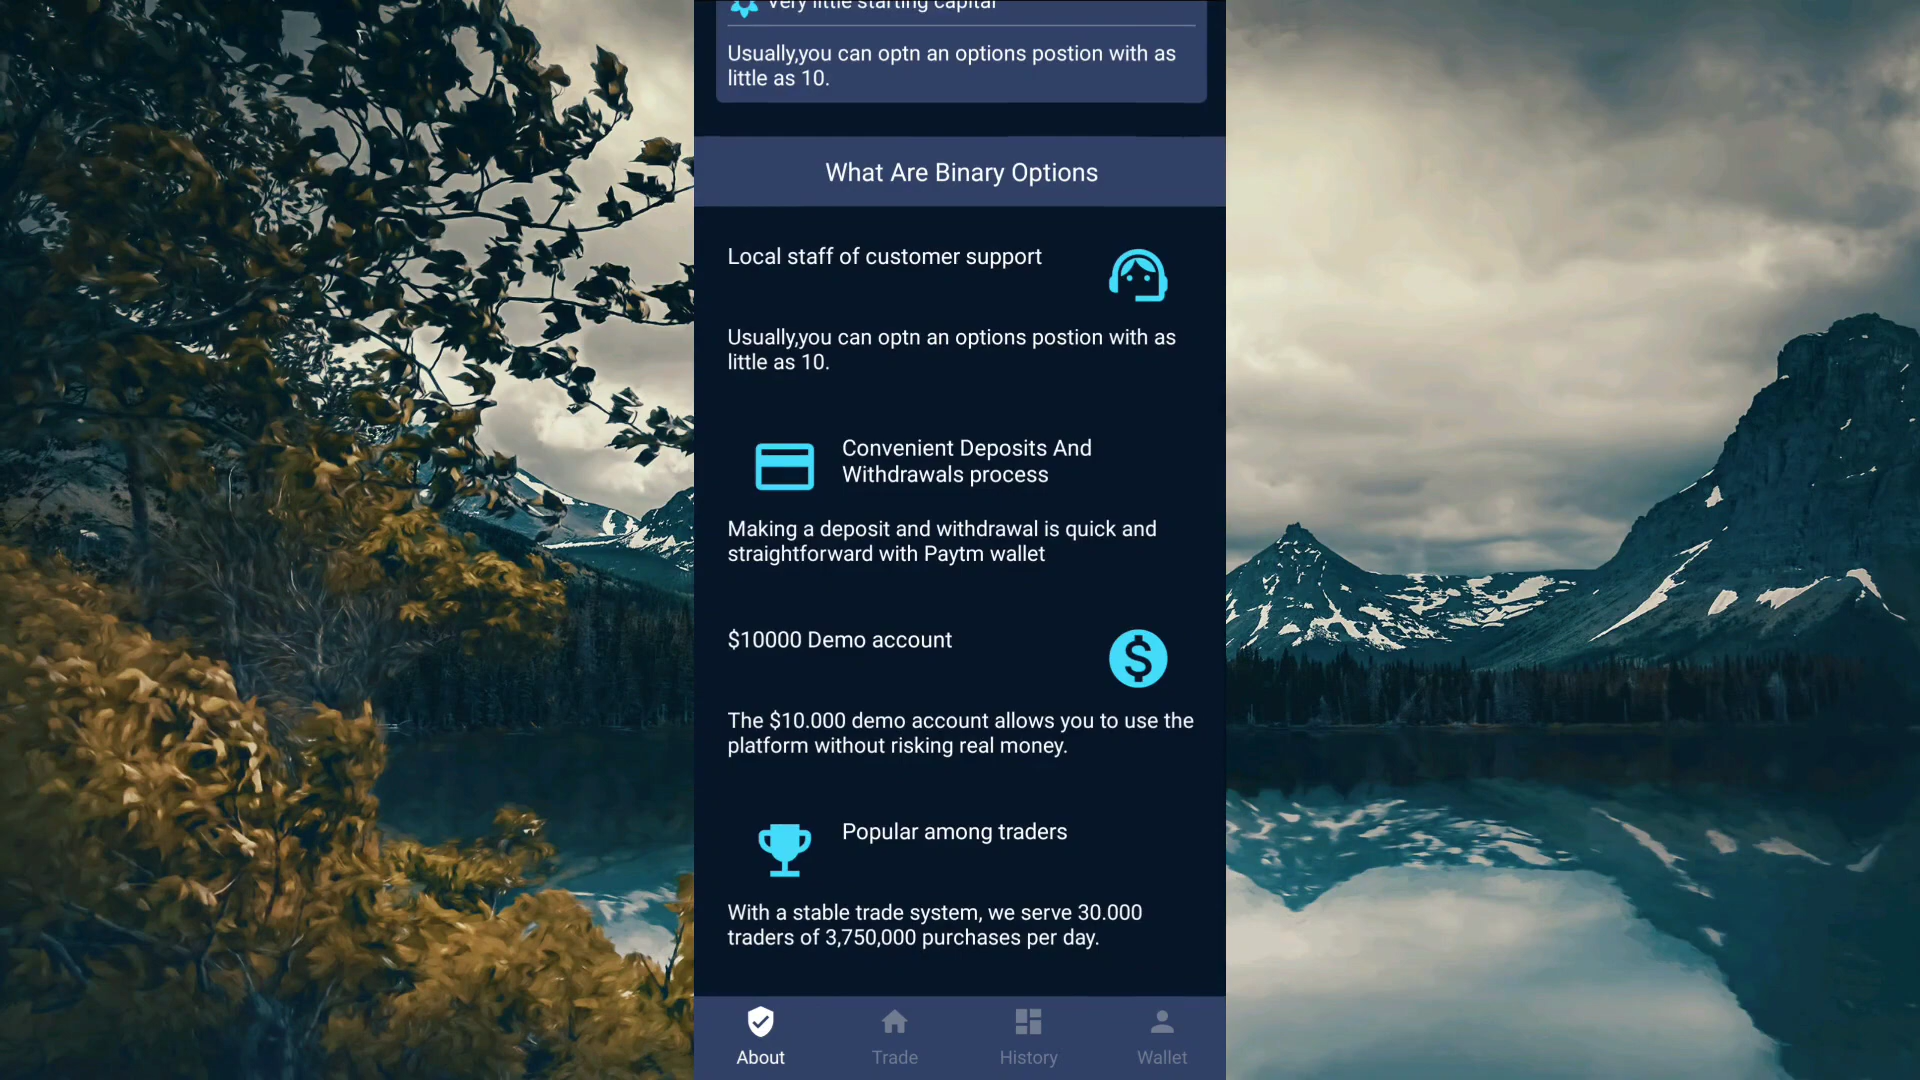 Very little starting capital
Usually,you can optn an options postion with as
little as 10.
What Are Binary Options
Local staff of customer support
Usually,you can optn an options postion with as
little as 10.
Convenient Deposits And
Withdrawals process
Making a deposit and withdrawal is quick and
straightforward with Paytm wallet
$10000 Demo account
The $10.000 demo account allows you to use the
platform without risking real money.
Popular among traders
With a stable trade system, we serve 30.000
traders of 3,750,000 purchases per day.
About
Trade
History
Wallet